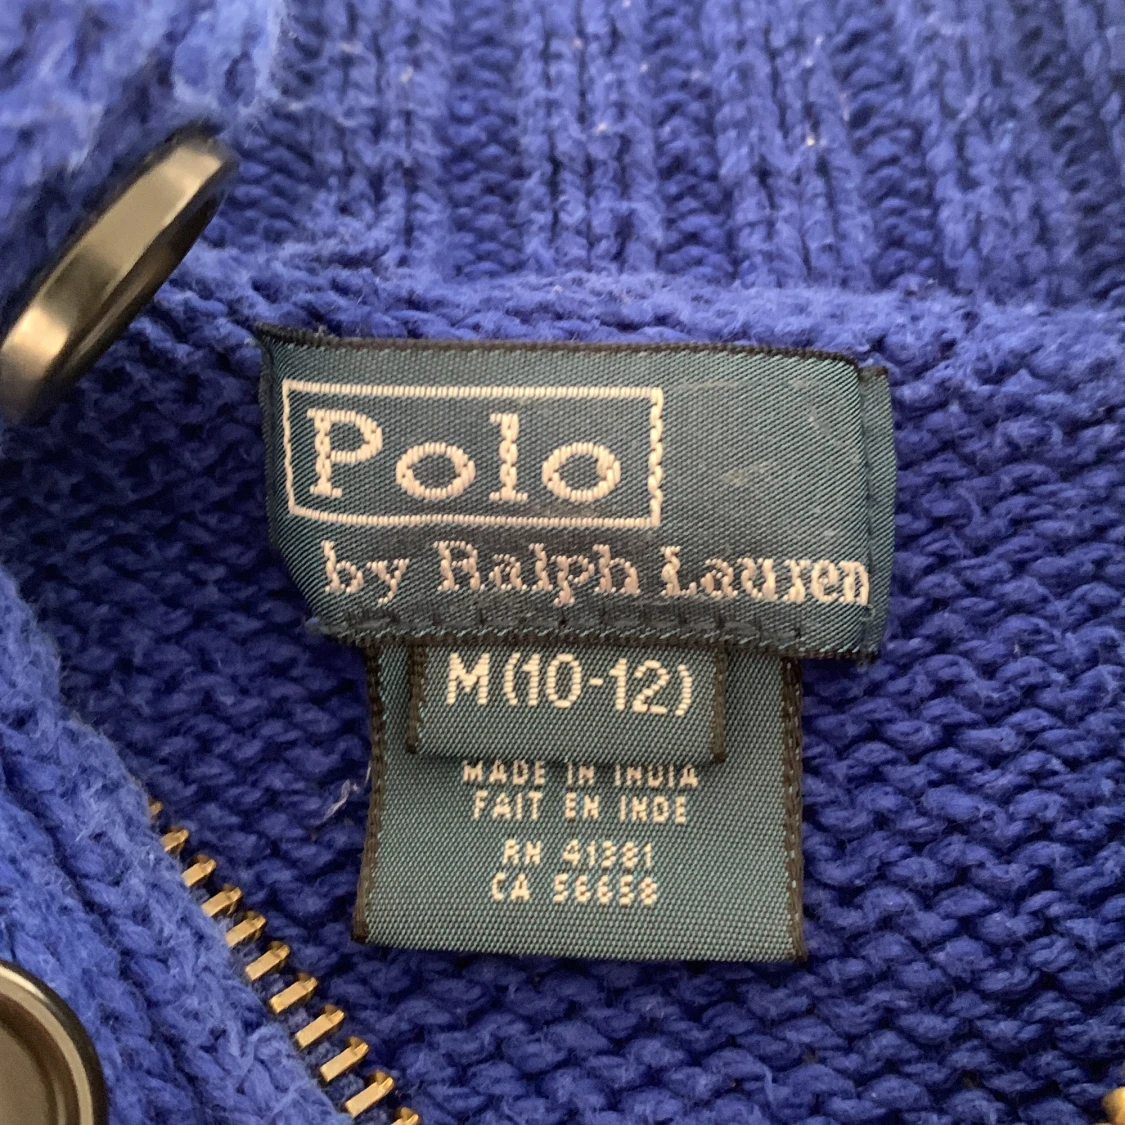 Polo
by Ralph Lauren
M(10-12)
MADE IN INDIA
FAIT EN INDE
RN 41381
CA 56658